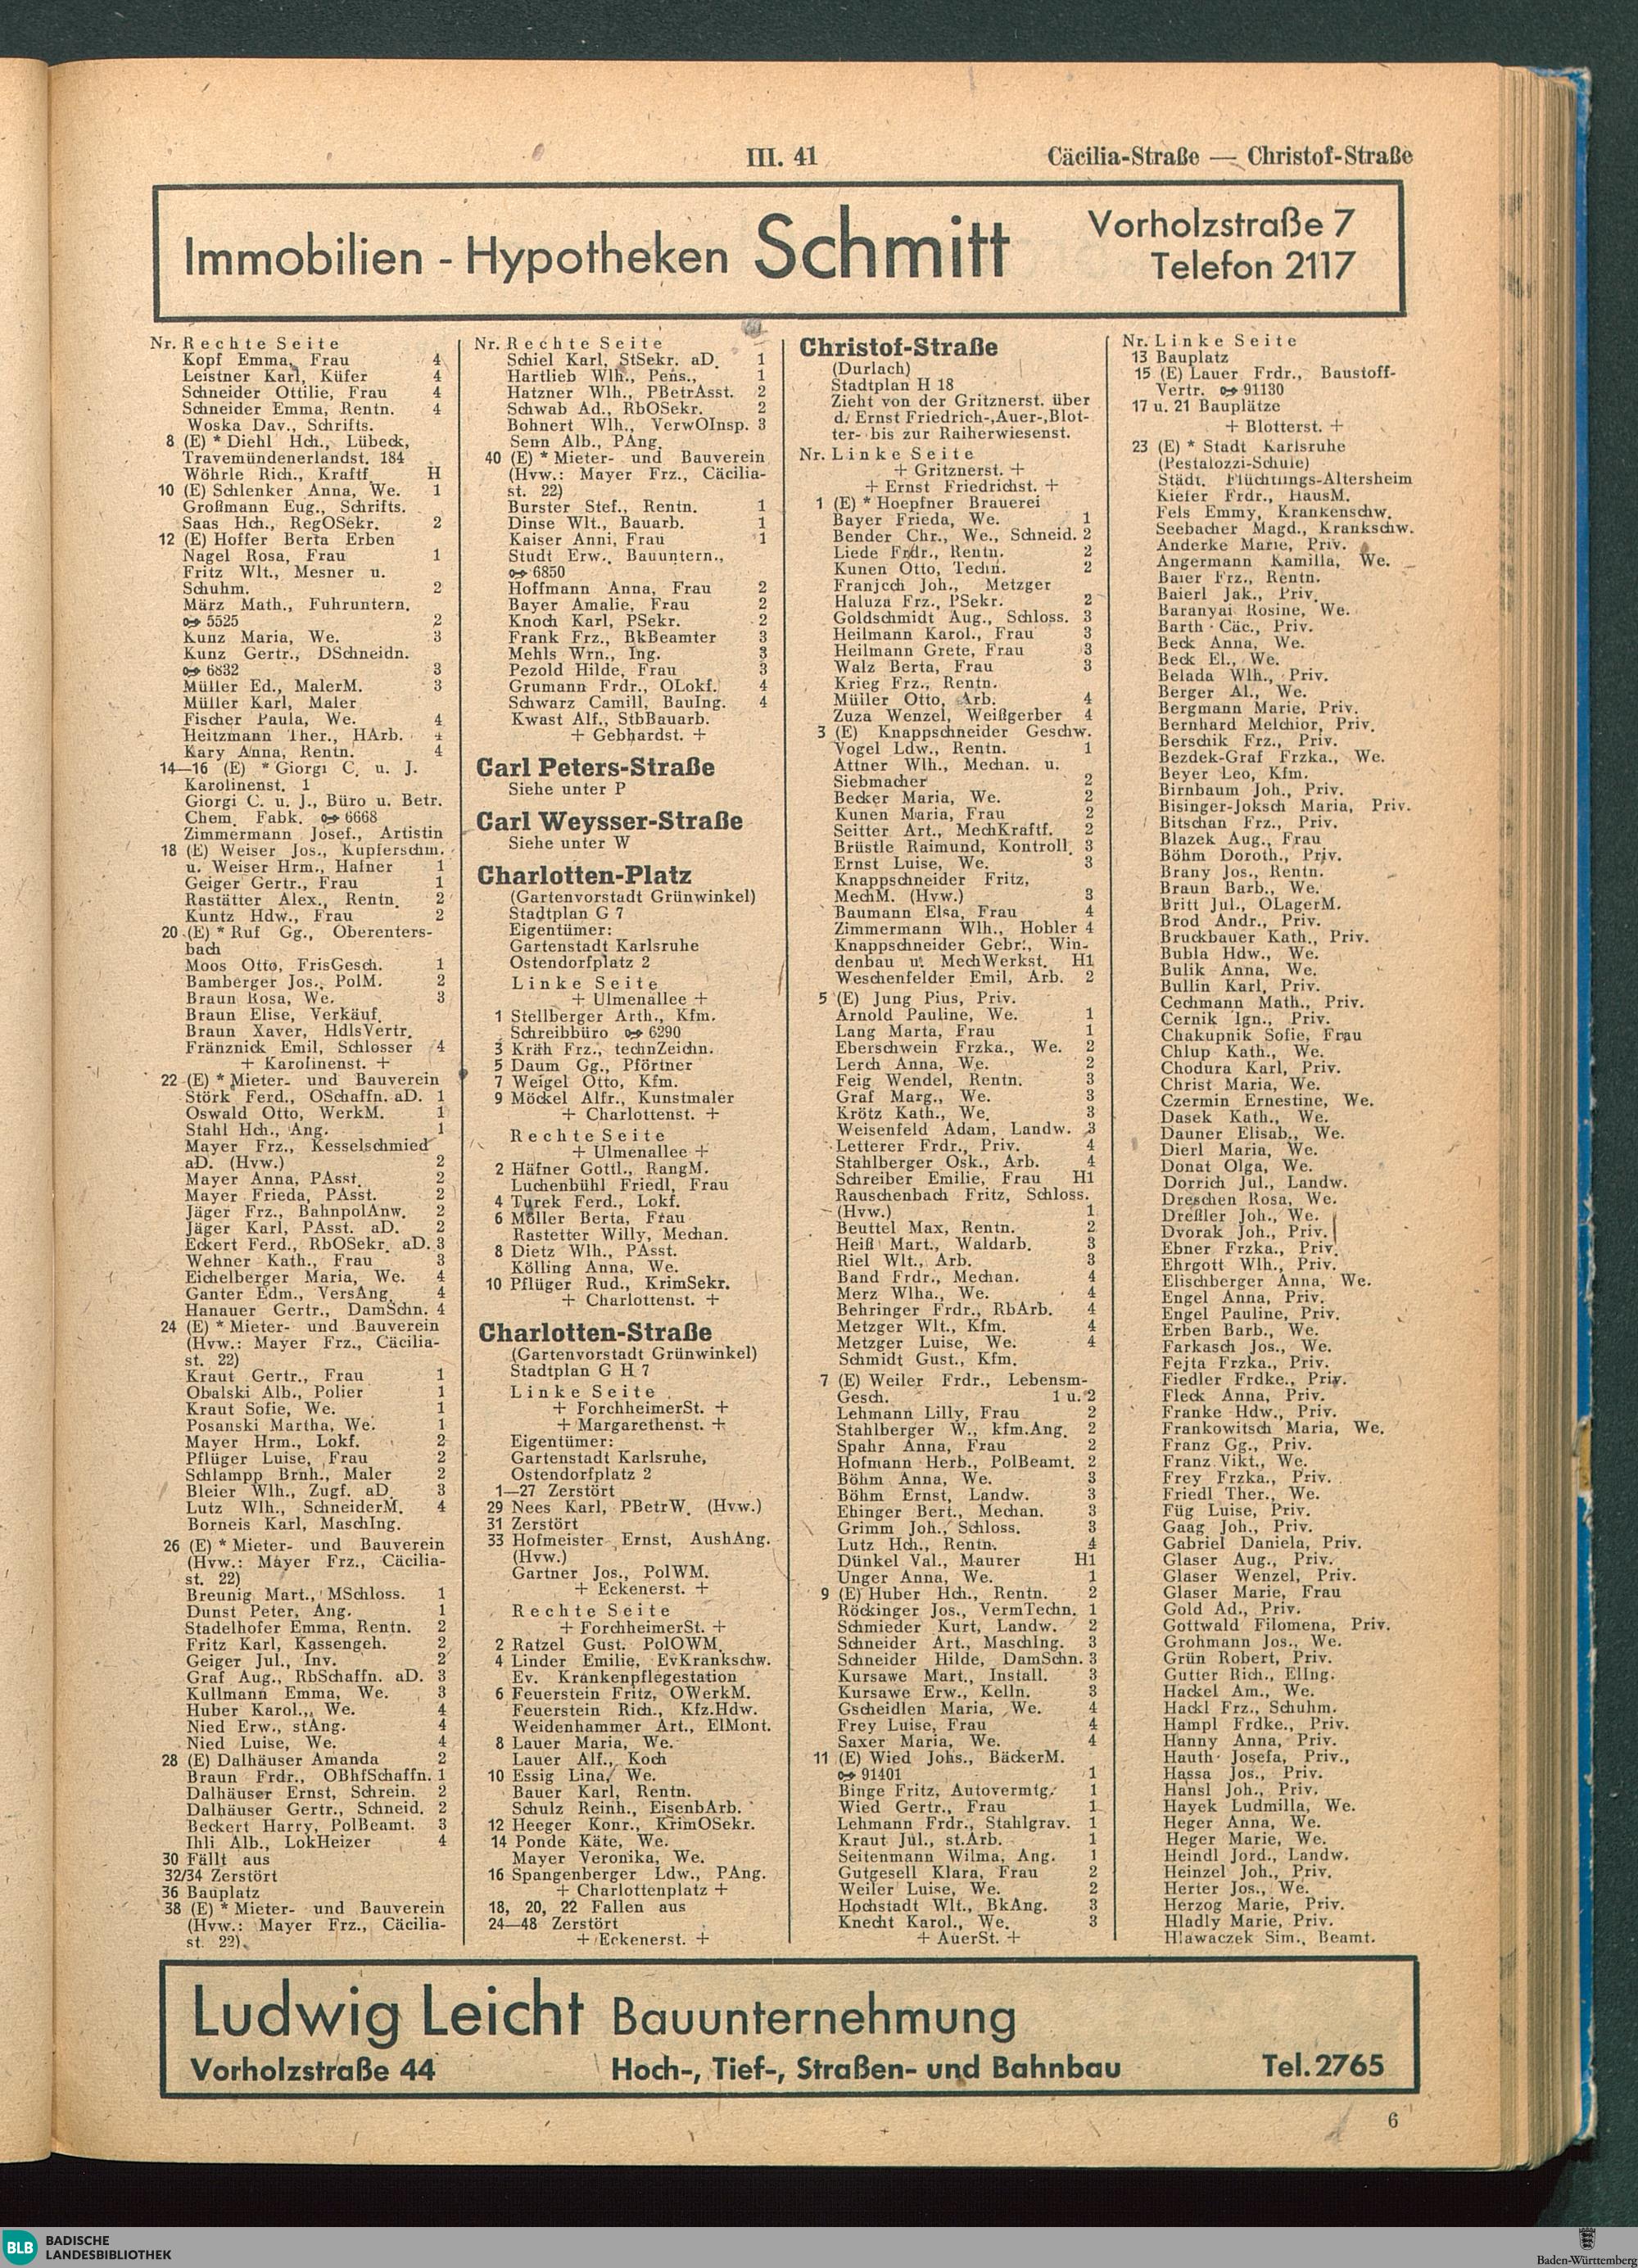 III. 41
Cäcilia-Straße — Christof-Straße
Immobilien - Hypotheken Schmitt
Vorholzstraße 7
Telefon 2117
Nr. Rechte Seite
Kopf Emma, Frau 4
Leistner Karl, Küfer 4
Schneider Ottilie, Frau 4
Schneider Emma, Rentn. 4
Woska Dav., Schrifts.
8 (E) * Diehl Hch., Lübeck,
Travemündenerlandst. 184
Wöhrle Rich., Kraftf. H
10 (E) Schlenker Anna, We. 1
Großmann Eug., Schrifts.
Saas Hch., RegOSekr. 2
12 (E) Hoffer Berta Erben
Nagel Rosa, Frau 1
Fritz Wlt., Mesner u.
Schuhm. 2
März Math., Fuhruntern.
5525 2
Kunz Maria, We. 3
Kunz Gertr., DSchneidn.
6832 3
Müller Ed., MalerM. 3
Müller Karl, Maler
Fischer Paula, We. 4
Heitzmann Ther., HArb. 4
Kary Anna, Rentn. 4
14—16 (E) * Giorgi C. u. J.
Karolinenst. 1
Giorgi C. u. J., Büro u. Betr.
Chem. Fabk. 6668
Zimmermann Josef., Artistin
18 (E) Weiser Jos., Kupferschm.
u. Weiser Hrm., Hafner 1
Geiger Gertr., Frau 1
Rastätter Alex., Rentn. 2
Kuntz Hdw., Frau 2
20 (E) * Ruf Gg., Oberenters-
bach
Moos Otto, FrisGesch. 1
Bamberger Jos., PolM. 2
Braun Rosa, We. 3
Braun Elise, Verkäuf.
Braun Xaver, HdlsVertr.
Fränznick Emil, Schlosser 4
+ Karolinenst. +
22 (E) * Mieter- und Bauverein
Störk Ferd., OSchaffn. aD. 1
Oswald Otto, WerkM. 1
Stahl Hch., Ang. 1
Mayer Frz., Kesselschmied
aD. (Hvw.) 2
Mayer Anna, PAsst. 2
Mayer Frieda, PAsst. 2
Jäger Frz., BahnpolAnw. 2
Jäger Karl, PAsst. aD. 2
Eckert Ferd., RbOSekr. aD. 3
Wehner Kath., Frau 3
Eichelberger Maria, We. 4
Ganter Edm., VersAng. 4
Hanauer Gertr., DamSchn. 4
24 (E) * Mieter- und Bauverein
(Hvw.: Mayer Frz., Cäcilia-
st. 22)
Kraut Gertr., Frau 1
Obalski Alb., Polier 1
Kraut Sofie, We. 1
Posanski Martha, We. 1
Mayer Hrm., Lokf. 2
Pflüger Luise, Frau 2
Schlampp Brnh., Maler 2
Bleier Wlh., Zugf. aD. 3
Lutz Wlh., SchneiderM. 4
Borneis Karl, MaschIng.
26 (E) * Mieter- und Bauverein
(Hvw.: Mayer Frz., Cäcilia-
st. 22)
Breunig Mart., MSchloss. 1
Dunst Peter, Ang. 1
Stadelhofer Emma, Rentn. 2
Fritz Karl, Kassengeh. 2
Geiger Jul., Inv. 2
Graf Aug., RbSchaffn. aD. 3
Kullmann Emma, We. 3
Huber Karol., We. 4
Nied Erw., stAng. 4
Nied Luise, We. 4
28 (E) Dalhäuser Amanda 2
Braun Frdr., OBhfSchaffn. 1
Dalhäuser Ernst, Schrein. 2
Dalhäuser Gertr., Schneid. 2
Beckert Harry, PolBeamt. 3
Ihli Alb., LokHeizer 4
30 Fällt aus
32/34 Zerstört
36 Bauplatz
38 (E) * Mieter- und Bauverein
(Hvw.: Mayer Frz., Cäcilia-
st. 22).
Nr. Rechte Seite
Schiel Karl, StSekr. aD. 1
Hartlieb Wlh., Pens., 1
Hatzner Wlh., PBetrAsst. 2
Schwab Ad., RbOSekr. 2
Bohnert Wlh., VerwOInsp. 3
Senn Alb., PAng.
40 (E) * Mieter- und Bauverein
(Hvw.: Mayer Frz., Cäcilia-
st. 22)
Burster Stef., Rentn. 1
Dinse Wlt., Bauarb. 1
Kaiser Anni, Frau 1
Studt Erw., Bauuntern.,
6850
Hoffmann Anna, Frau 2
Bayer Amalie, Frau 2
Knoch Karl, PSekr. 2
Frank Frz., BkBeamter 3
Mehls Wrn., Ing. 3
Pezold Hilde, Frau 3
Grumann Frdr., OLokf. 4
Schwarz Camill, BauIng. 4
Kwast Alf., StbBauarb.
+ Gebhardst. +
Carl Peters-Straße
Siehe unter P
Carl Weysser-Straße
Siehe unter W
Charlotten-Platz
(Gartenvorstadt Grünwinkel)
Stadtplan G 7
Eigentümer:
Gartenstadt Karlsruhe
Ostendorfplatz 2
Linke Seite
+ Ulmenallee +
1 Stellberger Arth., Kfm.
Schreibbüro 6290
3 Kräh Frz., technZeichn.
5 Daum Gg., Pförtner
7 Weigel Otto, Kfm.
9 Möckel Alfr., Kunstmaler
+ Charlottenst. +
Rechte Seite
+ Ulmenallee +
2 Häfner Gottl., RangM.
Luchenbühl Friedl, Frau
4 Turek Ferd., Lokf.
6 Möller Berta, Frau
Rastetter Willy, Mechan.
8 Dietz Wlh., PAsst.
Kölling Anna, We.
10 Pflüger Rud., KrimSekr.
+ Charlottenst. +
Charlotten-Straße
(Gartenvorstadt Grünwinkel)
Stadtplan G H 7
Linke Seite
+ ForchheimerSt. +
+ Margarethenst. +
Eigentümer:
Gartenstadt Karlsruhe,
Ostendorfplatz 2
1—27 Zerstört
29 Nees Karl, PBetrW. (Hvw.)
31 Zerstört
33 Hofmeister Ernst, AushAng.
(Hvw.)
Gartner Jos., PolWM.
+ Eckenerst. +
Rechte Seite
+ ForchheimerSt. +
2 Ratzel Gust. PolOWM.
4 Linder Emilie, EvKrankschw.
Ev. Krankenpflegestation
6 Feuerstein Fritz, OWerkM.
Feuerstein Rich., Kfz.Hdw.
Weidenhammer Art., ElMont.
8 Lauer Maria, We.
Lauer Alf., Koch
10 Essig Lina, We.
Bauer Karl, Rentn.
Schulz Reinh., EisenbArb.
12 Heeger Konr., KrimOSekr.
14 Ponde Käte, We.
Mayer Veronika, We.
16 Spangenberger Ldw., PAng.
+ Charlottenplatz +
18, 20, 22 Fallen aus
24—48 Zerstört
+ Eckenerst. +
Christof-Straße
(Durlach)
Stadtplan H 18
Zieht von der Gritznerst. über
d. Ernst Friedrich-,Auer-,Blot-
ter- bis zur Raiherwiesenst.
Nr. Linke Seite
+ Gritznerst. +
+ Ernst Friedrichst. +
1 (E) * Hoepfner Brauerei
Bayer Frieda, We. 1
Bender Chr., We., Schneid. 2
Liede Frdr., Rentn. 2
Kunen Otto, Techn. 2
Franjcch Joh., Metzger
Haluza Frz., PSekr. 2
Goldschmidt Aug., Schloss. 3
Heilmann Karol., Frau 3
Heilmann Grete, Frau 3
Walz Berta, Frau 3
Krieg Frz., Rentn.
Müller Otto, Arb. 4
Zuza Wenzel, Weißgerber 4
3 (E) Knappschneider Geschw.
Vogel Ldw., Rentn. 1
Attner Wlh., Mechan. u.
Siebmacher 2
Becker Maria, We. 2
Kunen Maria, Frau 2
Seitter Art., MechKraftf. 2
Brüstle Raimund, Kontroll. 3
Ernst Luise, We. 3
Knappschneider Fritz,
MechM. (Hvw.) 3
Baumann Elsa, Frau 4
Zimmermann Wlh., Hobler 4
Knappschneider Gebr., Win-
denbau u. MechWerkst. H1
Weschenfelder Emil, Arb. 2
5 (E) Jung Pius, Priv.
Arnold Pauline, We. 1
Lang Marta, Frau 1
Eberschwein Frzka., We. 2
Lerch Anna, We. 2
Feig Wendel, Rentn. 3
Graf Marg., We. 3
Krötz Kath., We. 3
Weisenfeld Adam, Landw. 3
Letterer Frdr., Priv. 4
Stahlberger Osk., Arb. 4
Schreiber Emilie, Frau H1
Rauschenbach Fritz, Schloss.
(Hvw.) 1
Beuttel Max, Rentn. 2
Heiß Mart., Waldarb. 3
Riel Wlt., Arb. 3
Band Frdr., Mechan. 4
Merz Wlha., We. 4
Behringer Frdr., RbArb. 4
Metzger Wlt., Kfm. 4
Metzger Luise, We. 4
Schmidt Gust., Kfm.
7 (E) Weiler Frdr., Lebensm-
Gesch. 1 u. 2
Lehmann Lilly, Frau 2
Stahlberger W., kfm.Ang. 2
Spahr Anna, Frau 2
Hofmann Herb., PolBeamt. 2
Böhm Anna, We. 3
Böhm Ernst, Landw. 3
Ehinger Bert., Mechan. 3
Grimm Joh., Schloss. 3
Lutz Hch., Rentn. 4
Dünkel Val., Maurer H1
Unger Anna, We. 1
9 (E) Huber Hch., Rentn. 2
Röckinger Jos., VermTechn. 1
Schmieder Kurt, Landw. 2
Schneider Art., MaschIng. 3
Schneider Hilde, DamSchn. 3
Kursawe Mart., Install. 3
Kursawe Erw., Kelln. 3
Gscheidlen Maria, We. 4
Frey Luise, Frau 4
Saxer Maria, We. 4
11 (E) Wied Johs., BäckerM.
91401 1
Binge Fritz, Autovermtg. 1
Wied Gertr., Frau 1
Lehmann Frdr., Stahlgrav. 1
Kraut Jul., st.Arb. 1
Seitenmann Wilma, Ang. 1
Gutgesell Klara, Frau 2
Weiler Luise, We. 2
Hochstadt Wlt., BkAng. 3
Knecht Karol., We. 3
+ AuerSt. +
Nr. Linke Seite
13 Bauplatz
15 (E) Lauer Frdr., Baustoff-
Vertr. 91130
17 u. 21 Bauplätze
+ Blotterst. +
23 (E) * Stadt Karlsruhe
(Pestalozzi-Schule)
Städt. Flüchtlings-Altersheim
Kiefer Frdr., HausM.
Fels Emmy, Krankenschw.
Seebacher Magd., Krankschw.
Anderke Marie, Priv.
Angermann Kamilla, We.
Baier Frz., Rentn.
Baierl Jak., Priv.
Baranyai Rosine, We.
Barth Cäc., Priv.
Beck Anna, We.
Beck El., We.
Belada Wlh., Priv.
Berger Al., We.
Bergmann Marie, Priv.
Bernhard Melchior, Priv.
Berschik Frz., Priv.
Bezdek-Graf Frzka., We.
Beyer Leo, Kfm.
Birnbaum Joh., Priv.
Bisinger-Joksch Maria, Priv.
Bitschan Frz., Priv.
Blazek Aug., Frau
Böhm Doroth., Priv.
Brany Jos., Rentn.
Braun Barb., We.
Britt Jul., OLagerM.
Brod Andr., Priv.
Bruckbauer Kath., Priv.
Bubla Hdw., We.
Bulik Anna, We.
Bullin Karl, Priv.
Cechmann Math., Priv.
Cernik Ign., Priv.
Chakupnik Sofie, Frau
Chlup Kath., We.
Chodura Karl, Priv.
Christ Maria, We.
Czermin Ernestine, We.
Dasek Kath., We.
Dauner Elisab., We.
Dierl Maria, We.
Donat Olga, We.
Dorrich Jul., Landw.
Dreschen Rosa, We.
Dreßler Joh., We.
Dvorak Joh., Priv.
Ebner Frzka., Priv.
Ehrgott Wlh., Priv.
Elischberger Anna, We.
Engel Anna, Priv.
Engel Pauline, Priv.
Erben Barb., We.
Farkasch Jos., We.
Fejta Frzka., Priv.
Fiedler Frdke., Priv.
Fleck Anna, Priv.
Franke Hdw., Priv.
Frankowitsch Maria, We.
Franz Gg., Priv.
Franz Vikt., We.
Frey Frzka., Priv.
Friedl Ther., We.
Füg Luise, Priv.
Gaag Joh., Priv.
Gabriel Daniela, Priv.
Glaser Aug., Priv.
Glaser Wenzel, Priv.
Glaser Marie, Frau
Gold Ad., Priv.
Gottwald Filomena, Priv.
Grohmann Jos., We.
Grün Robert, Priv.
Gutter Rich., ElIng.
Hackel Am., We.
Hackl Frz., Schuhm.
Hampl Frdke., Priv.
Hanny Anna, Priv.
Hauth Josefa, Priv.,
Hassa Jos., Priv.
Hansl Joh., Priv.
Hayek Ludmilla, We.
Heger Anna, We.
Heger Marie, We.
Heindl Jord., Landw.
Heinzel Joh., Priv.
Herter Jos., We.
Herzog Marie, Priv.
Hladly Marie, Priv.
Hlawaczek Sim., Beamt.
Ludwig Leicht Bauunternehmung
Vorholzstraße 44 Hoch-, Tief-, Straßen- und Bahnbau Tel. 2765
6
BLB BADISCHE
LANDESBIBLIOTHEK
Baden-Württemberg